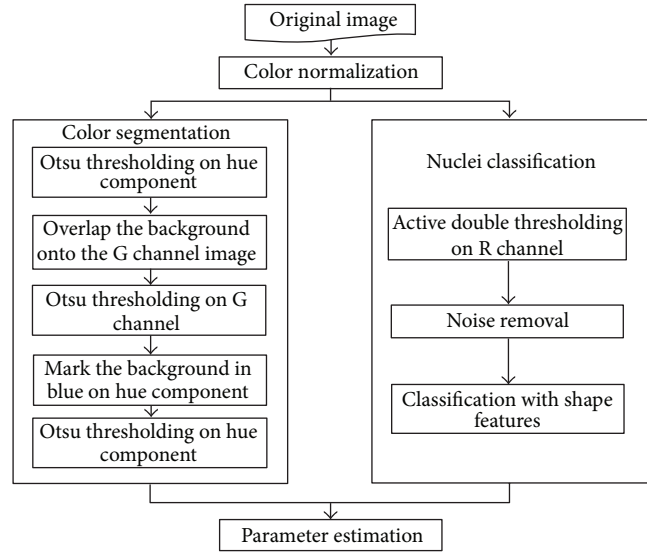 Original image
Color normalization
Color segmentation
Otsu thresholding on hue
component
Overlap the background
onto the G channel image
Otsu thresholding on G
channel
Mark the background in
blue on hue component
Otsu thresholding on hue
component
Nuclei classification
Active double thresholding
on R channel
Noise removal
Classification with shape
features
Parameter estimation